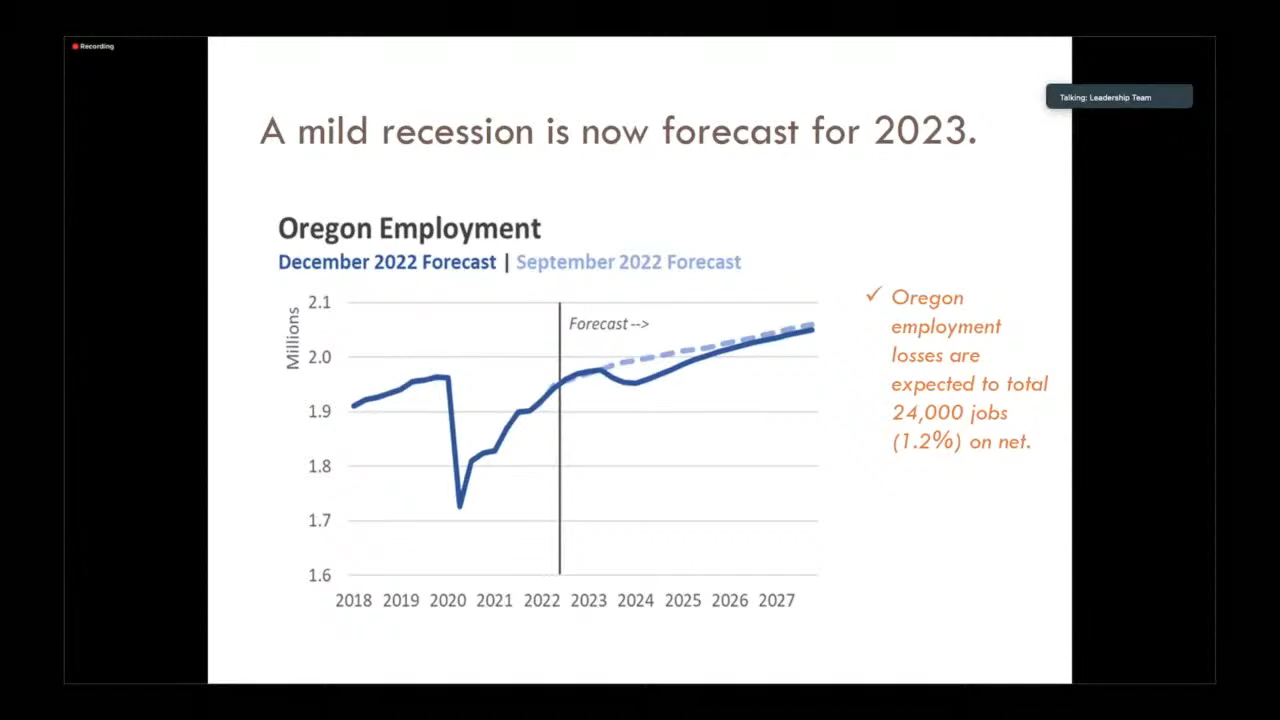 Recording
Talking: Leadership Team
A mild recession is now forecast for 2023.
Oregon Employment
December 2022 Forecast | September 2022 Forecast
Millions
2.1
2.0
1.9
1.8
1.7
1.6
Forecast-->
2018 2019 2020 2021 2022 2023 2024 2025 2026 2027
✓ Oregon
employment
losses are
expected to total
24,000 jobs
(1.2%) on net.